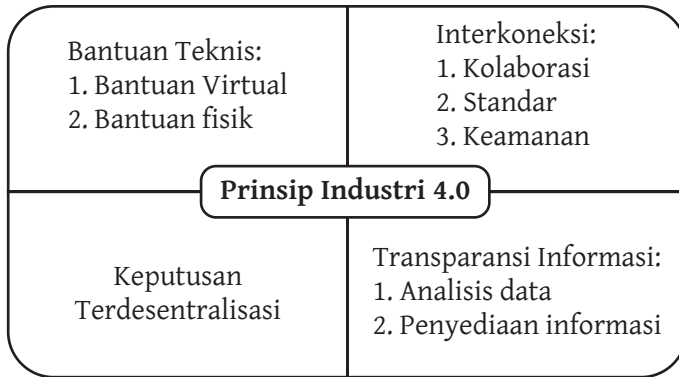 Bantuan Teknis:
1. Bantuan Virtual
2. Bantuan fisik
Interkoneksi:
1. Kolaborasi
2. Standar
3. Keamanan
Prinsip Industri 4.0
Keputusan
Terdesentralisasi
Transparansi Informasi:
1. Analisis data
2. Penyediaan informasi